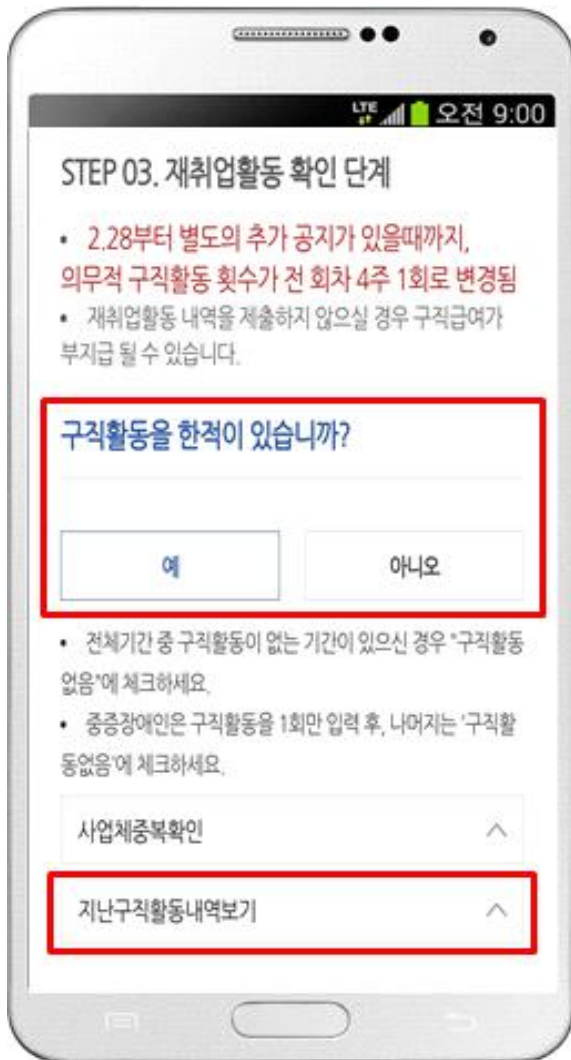 LTE 오전 9:00
STEP 03. 재취업활동 확인 단계
• 2.28부터 별도의 추가 공지가 있을때까지,
의무적 구직활동 횟수가 전 회차 4주 1회로 변경됨
• 재취업활동 내역을 제출하지 않으실 경우 구직급여가
부지급 될 수 있습니다.
구직활동을 한적이 있습니까?
예 아니오
• 전체기간 중 구직활동이 없는 기간이 있으신 경우 "구직활동
없음"에 체크하세요.
• 중증장애인은 구직활동을 1회만 입력 후, 나머지는 '구직활
동없음'에 체크하세요.
사업체중복확인
지난구직활동내역보기